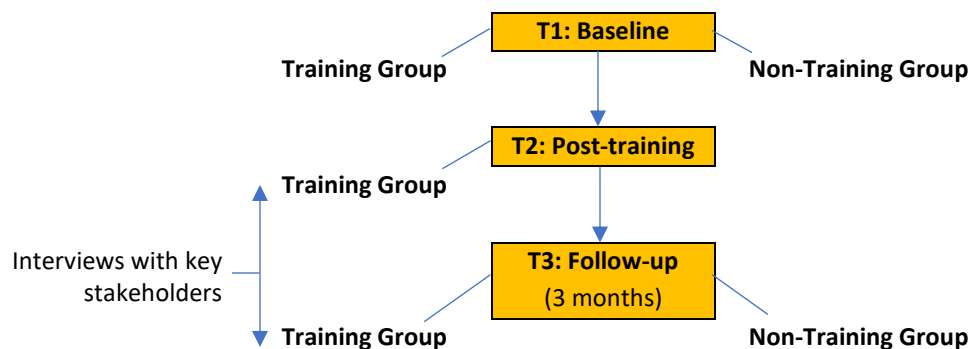 T1: Baseline
Training Group
Non-Training Group
T2: Post-training
Training Group
Interviews with key
stakeholders
T3: Follow-up
(3 months)
Training Group
Non-Training Group